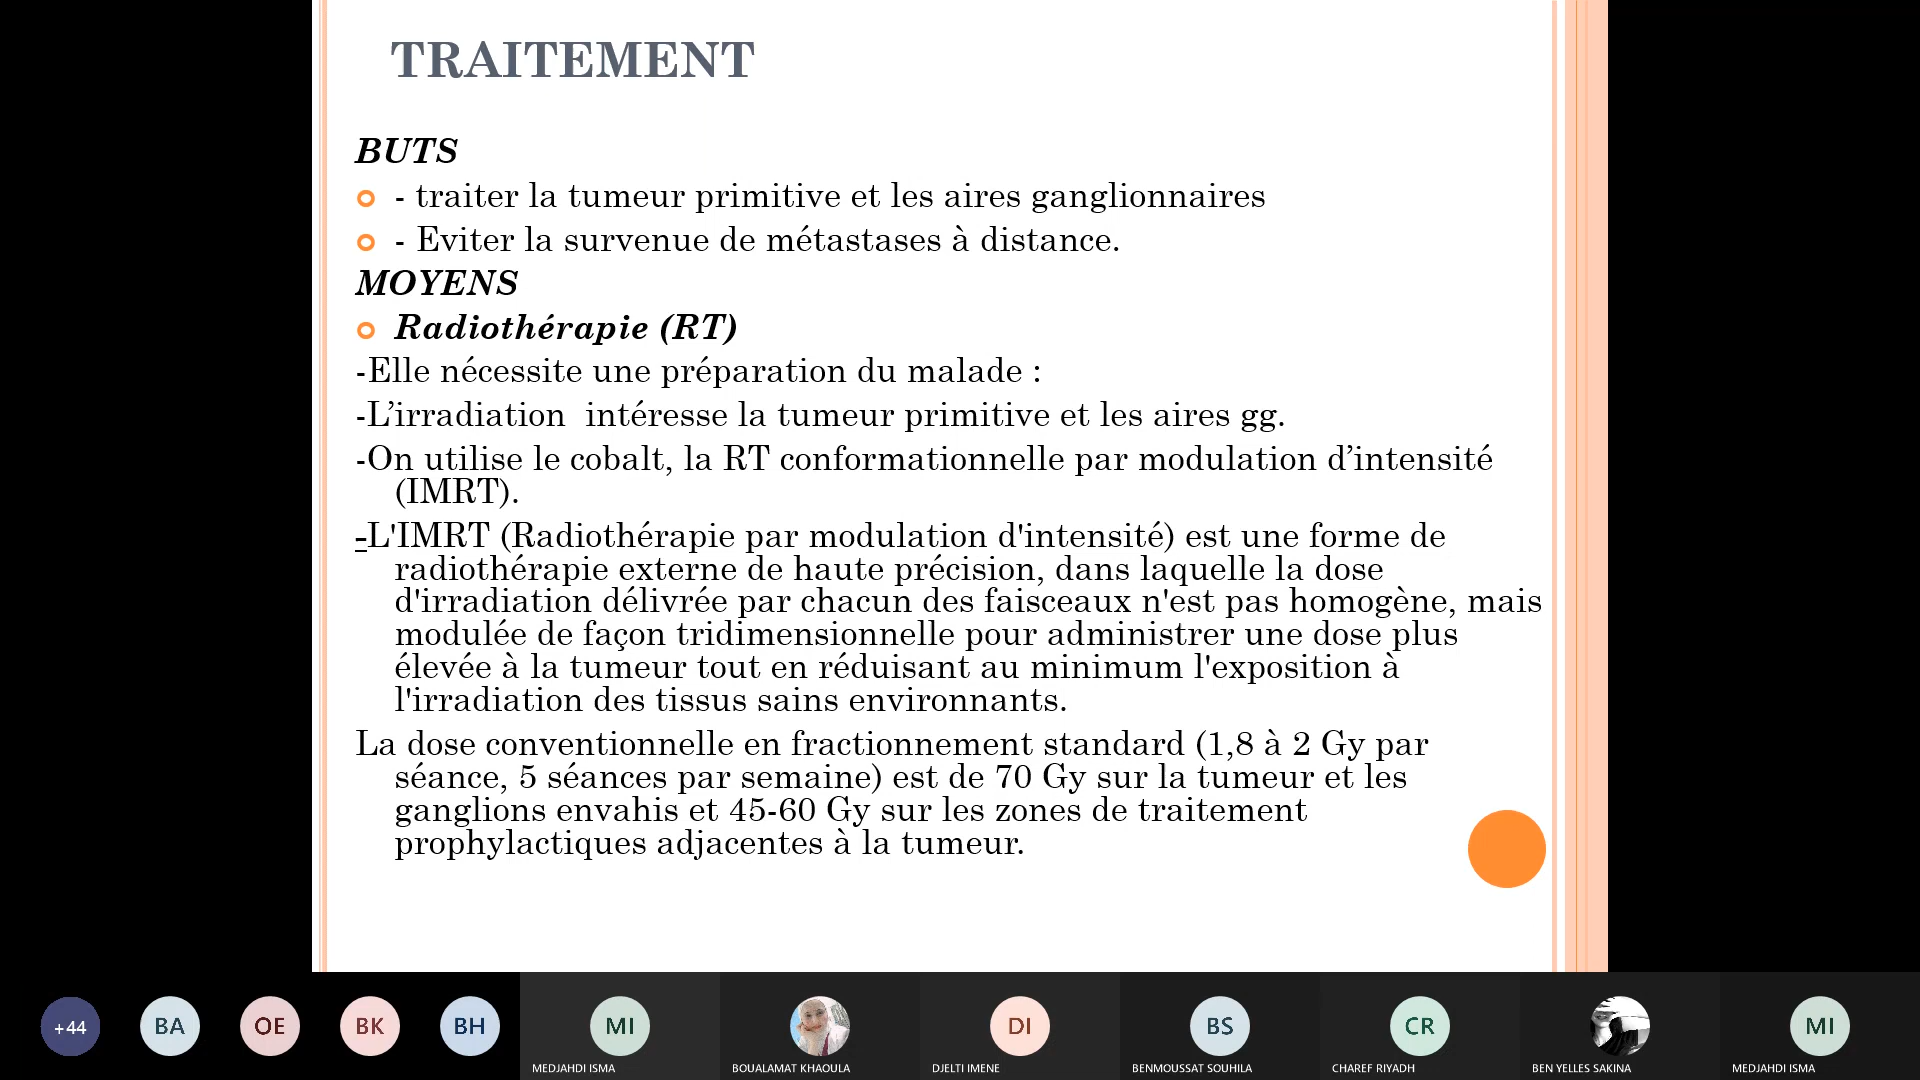 TRAITEMENT
BUTS
- traiter la tumeur primitive et les aires ganglionnaires
- Eviter la survenue de métastases à distance.
MOYENS
Radiothérapie (RT)
-Elle nécessite une préparation du malade :
-L’irradiation  intéresse la tumeur primitive et les aires gg.
-On utilise le cobalt, la RT conformationnelle par modulation d’intensité
(IMRT).
-L'IMRT (Radiothérapie par modulation d'intensité) est une forme de
radiothérapie externe de haute précision, dans laquelle la dose
d'irradiation délivrée par chacun des faisceaux n'est pas homogène, mais
modulée de façon tridimensionnelle pour administrer une dose plus
élevée à la tumeur tout en réduisant au minimum l'exposition à
l'irradiation des tissus sains environnants.
La dose conventionnelle en fractionnement standard (1,8 à 2 Gy par
séance, 5 séances par semaine) est de 70 Gy sur la tumeur et les
ganglions envahis et 45-60 Gy sur les zones de traitement
prophylactiques adjacentes à la tumeur.
+44 BA OE BK BH MI DI BS CR MI
MEDJAHDI ISMA BOUALAMAT KHAOULA DJELTI IMENE BENMOUSSAT SOUHILA CHAREF RIYADH BEN YELLES SAKINA MEDJAHDI ISMA